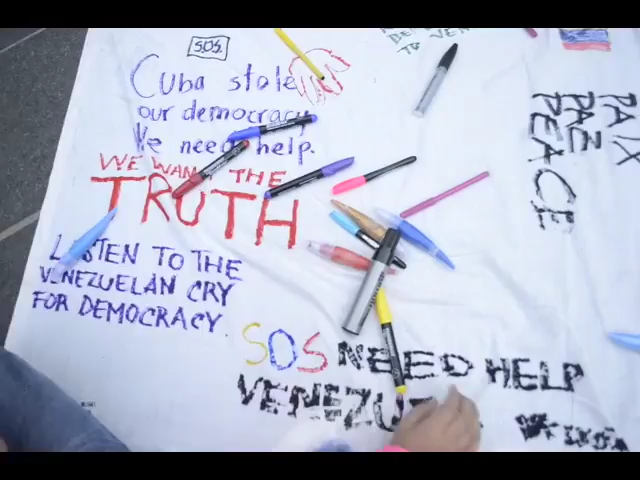 S.O.S.
Cuba stole
our democracy
We need help.
WE WANT THE
TRUTH
LISTEN TO THE
VENEZUELAN CRY
FOR DEMOCRACY
SOS NEED HELP
PAIX
PAZ
PEACE